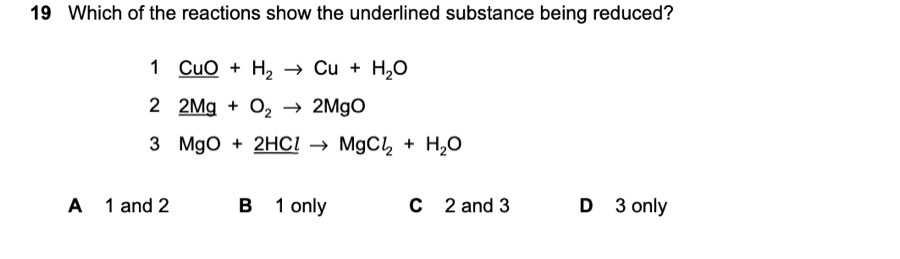 19 Which of the reactions show the underlined substance being reduced?
1 CuO + H₂ → Cu + H₂O
2 2Mg + O₂ → 2MgO
3 MgO + 2HCl → MgCl₂ + H₂O
A 1 and 2 B 1 only C 2 and 3 D 3 only